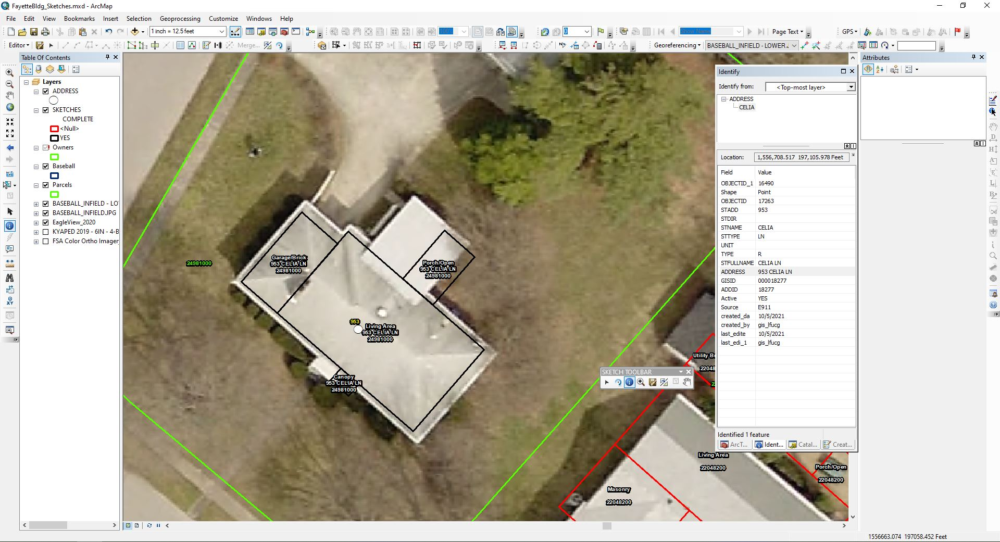 FayetteBldg_Sketches.mxd - ArcMap
File Edit View Bookmarks Insert Selection Geoprocessing Customize Windows Help
1 inch = 12.5 feet
100%
0
Show Name
Page Text
GPS
Editor
Merge...
Georeferencing
BASEBALL_INFIELD - LOWER.
Table Of Contents
Layers
ADDRESS
SKETCHES
COMPLETE
<Null>
YES
Owners
Baseball
Parcels
BASEBALL_INFIELD - LO
BASEBALL_INFIELD.JPG
EagleView_2020
KYAPED 2019 - 6IN - 4-B
FSA Color Ortho Imager
24981000
Garage/Brick
953 CELIA LN
24981000
Porch/Open
953 CELIA LN
24981000
953
Living Area
953 CELIA LN
24981000
Canopy
953 CELIA LN
24981000
Utility B
22048
2
SKETCH TOOLBAR
Living Area
22048200
Porch/Open
22048200
Masonry
22048200
Identify
Identify from: <Top-most layer>
ADDRESS
CELIA
Location: 1,556,708.517 197,105.978 Feet
Field Value
OBJECTID_1 16490
Shape Point
OBJECTID 17263
STADD 953
STDIR
STNAME CELIA
STTYPE LN
UNIT
TYPE R
STFULLNAME CELIA LN
ADDRESS 953 CELIA LN
GISID 000018277
ADDID 18277
Active YES
Source E911
created_da 10/5/2021
created_by gis_lfucg
last_edite 10/5/2021
last_edi_1 gis_lfucg
Identified 1 feature
ArcT... Ident... Catal... Creat...
Attributes
1556663.074 197058.452 Feet